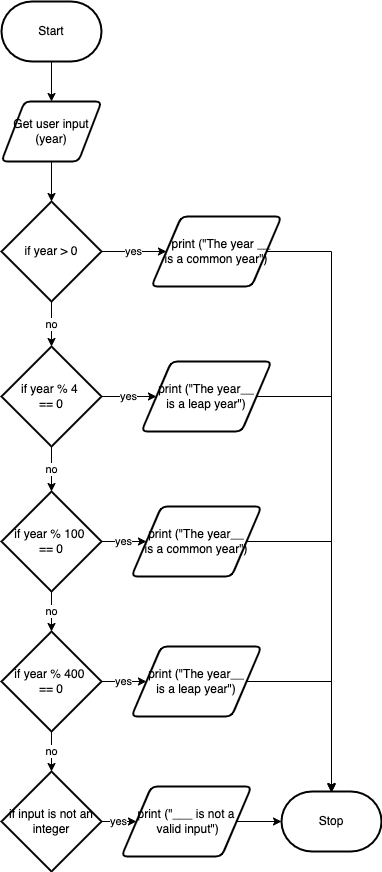 Start
Get user input
(year)
if year > 0
yes
print ("The year __
is a common year")
no
if year % 4
== 0
yes
print ("The year__
is a leap year")
no
if year % 100
== 0
yes
print ("The year__
is a common year")
no
if year % 400
== 0
yes
print ("The year__
is a leap year")
no
if input is not an
integer
yes
print ("___ is not a
valid input")
Stop